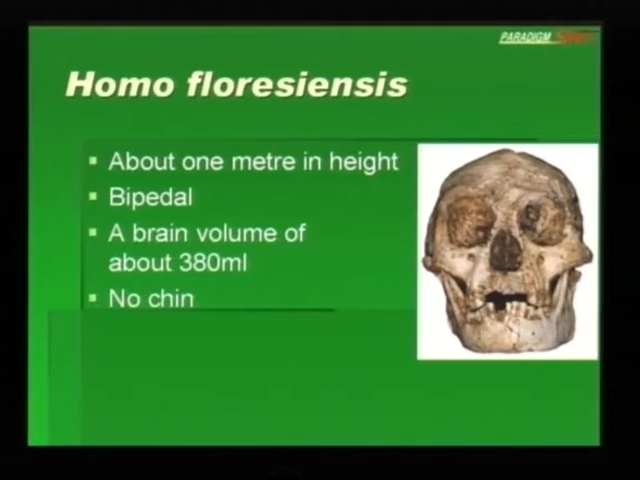 PARADIGM
Homo floresiensis
▪ About one metre in height
▪ Bipedal
▪ A brain volume of
about 380ml
▪ No chin